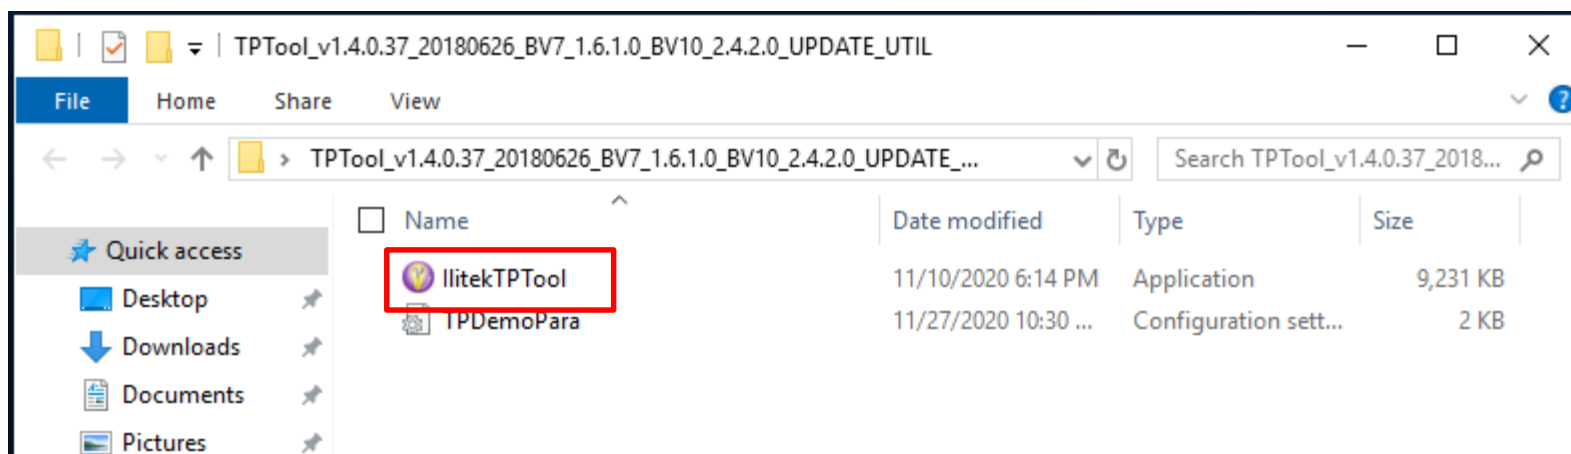 TPTool_v1.4.0.37_20180626_BV7_1.6.1.0_BV10_2.4.2.0_UPDATE_UTIL
File Home Share View ?
TPTool_v1.4.0.37_20180626_BV7_1.6.1.0_BV10_2.4.2.0_UPDATE_... Search TPTool_v1.4.0.37_2018...
Name Date modified Type Size
Quick access
IlitekTPTool 11/10/2020 6:14 PM Application 9,231 KB
Desktop
TPDemoPara 11/27/2020 10:30 ... Configuration sett... 2 KB
Downloads
Documents
Pictures